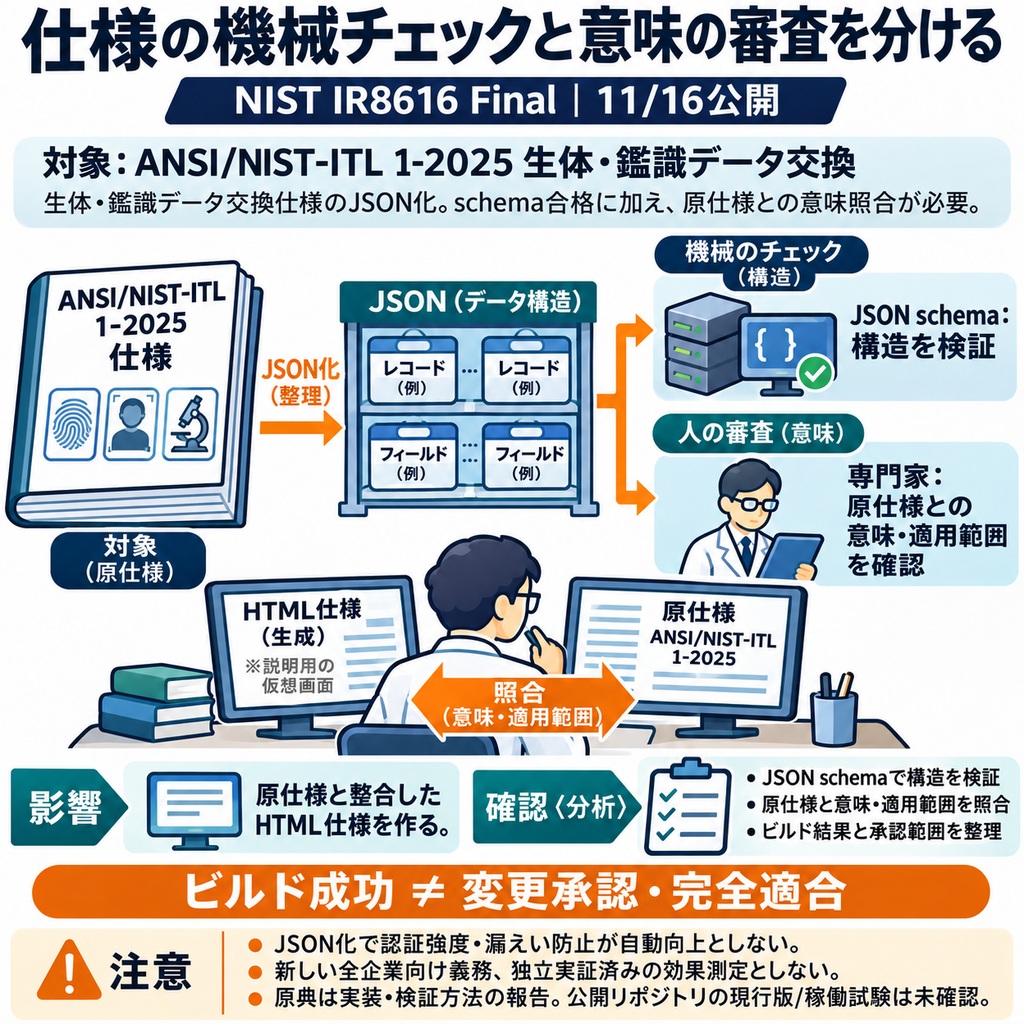 仕様の機械チェックと意味の審査を分ける
NIST IR8616 Final｜11/16公開
対象：ANSI/NIST-ITL 1-2025 生体・鑑識データ交換
生体・鑑識データ交換仕様のJSON化。schema合格に加え、原仕様との意味照合が必要。
ANSI/NIST-ITL
1-2025
仕様
対象
（原仕様）
JSON化
（整理）
JSON（データ構造）
レコード
（例）
...
レコード
（例）
フィールド
（例）
...
フィールド
（例）
機械のチェック
（構造）
{ }
JSON schema：
構造を検証
人の審査（意味）
専門家：
原仕様との
意味・適用範囲
を確認
HTML仕様
（生成）
※説明用の
仮想画面
照合
（意味・適用範囲）
原仕様
ANSI/NIST-ITL
1-2025
影響
原仕様と整合した
HTML仕様を作る。
確認〈分析〉
• JSON schemaで構造を検証
• 原仕様と意味・適用範囲を照合
• ビルド結果と承認範囲を整理
ビルド成功 ≠ 変更承認・完全適合
注意
● JSON化で認証強度・漏えい防止が自動向上としない。
● 新しい全企業向け義務、独立実証済みの効果測定としない。
● 原典は実装・検証方法の報告。公開リポジトリの現行版/稼働試験は未確認。